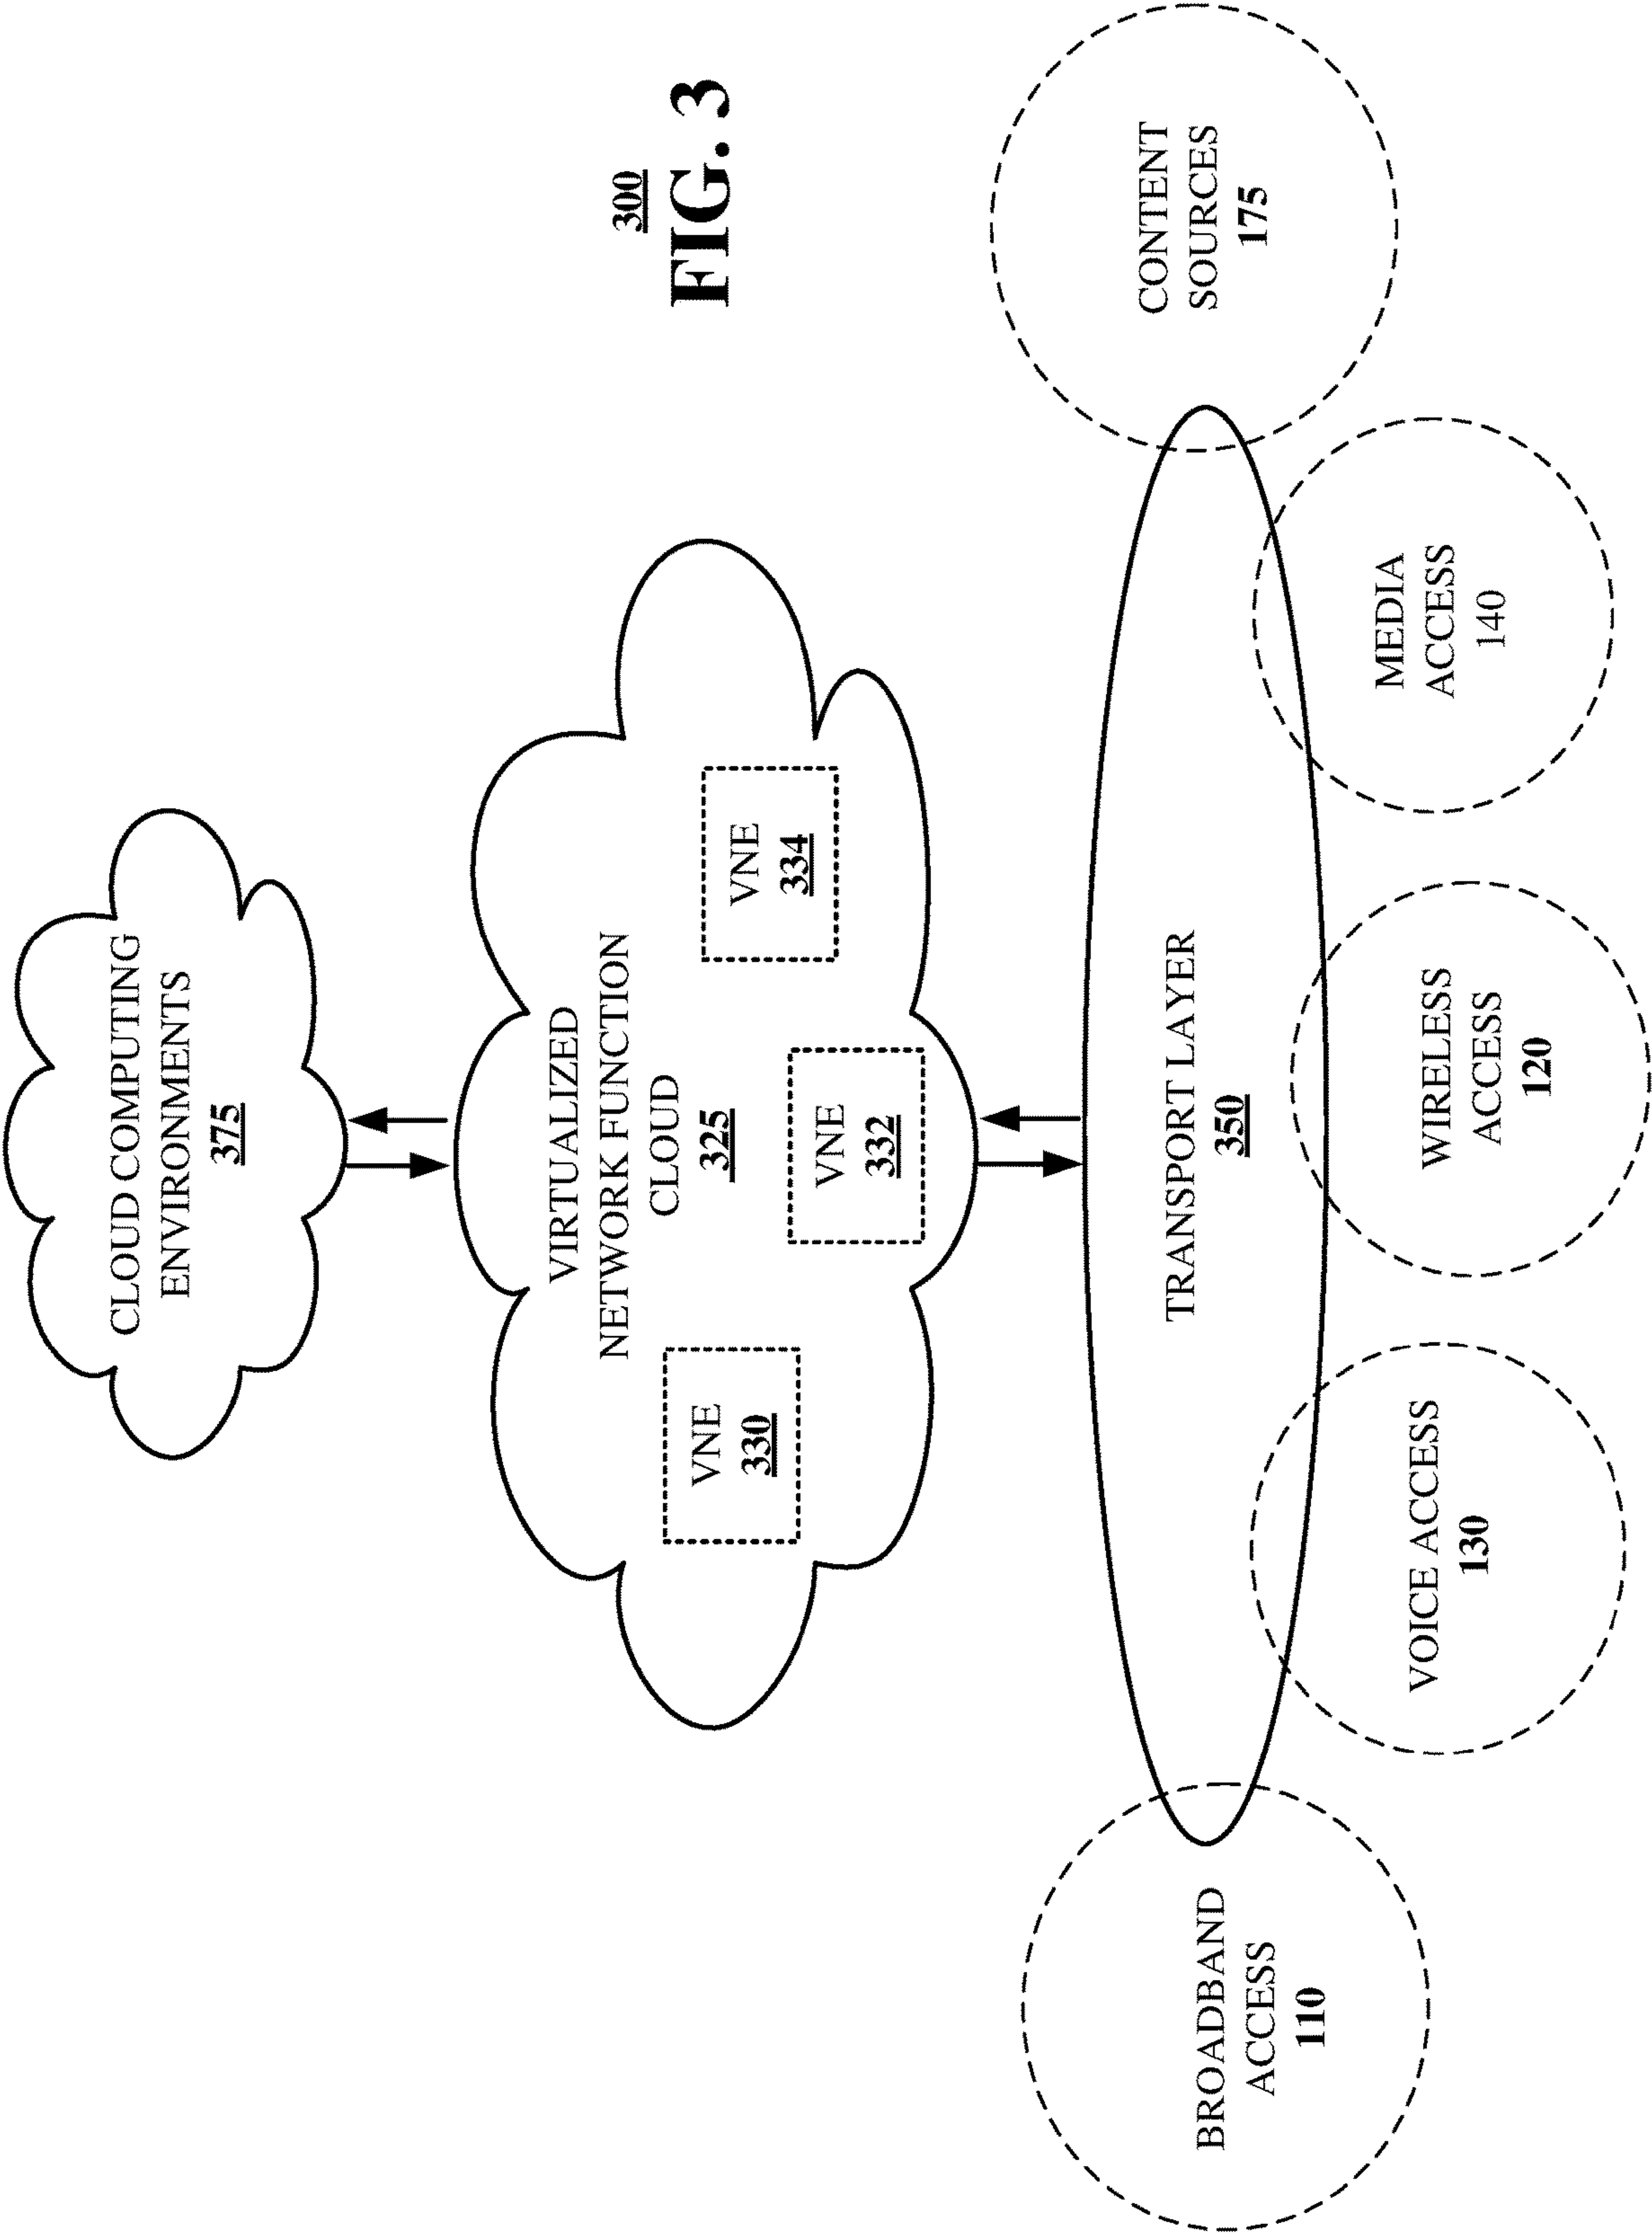 CLOUD COMPUTING
ENVIRONMENTS
375
VIRTUALIZED
NETWORK FUNCTION
CLOUD
325
VNE
330
VNE
332
VNE
334
300
FIG. 3
TRANSPORT LAYER
350
BROADBAND
ACCESS
110
VOICE ACCESS
130
WIRELESS
ACCESS
120
MEDIA
ACCESS
140
CONTENT
SOURCES
175